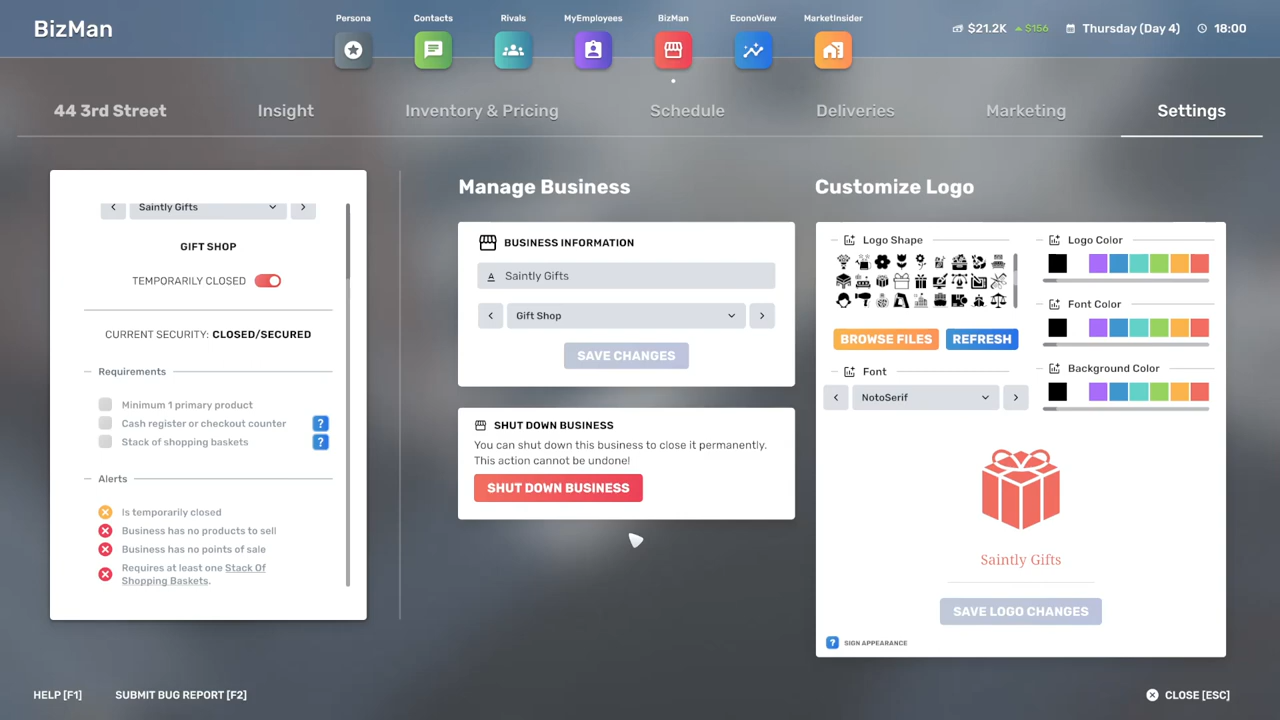 BizMan
Persona
Contacts
Rivals
MyEmployees
BizMan
EconoView
MarketInsider
$21.2K $156
Thursday (Day 4)
18:00
44 3rd Street
Insight
Inventory & Pricing
Schedule
Deliveries
Marketing
Settings
Saintly Gifts
GIFT SHOP
TEMPORARILY CLOSED
CURRENT SECURITY: CLOSED/SECURED
Requirements
Minimum 1 primary product
Cash register or checkout counter ?
Stack of shopping baskets ?
Alerts
Is temporarily closed
Business has no products to sell
Business has no points of sale
Requires at least one Stack Of
Shopping Baskets.
Manage Business
BUSINESS INFORMATION
Saintly Gifts
Gift Shop
SAVE CHANGES
SHUT DOWN BUSINESS
You can shut down this business to close it permanently.
This action cannot be undone!
SHUT DOWN BUSINESS
Customize Logo
Logo Shape
BROWSE FILES
REFRESH
Font
NotoSerif
Logo Color
Font Color
Background Color
Saintly Gifts
SAVE LOGO CHANGES
? SIGN APPEARANCE
HELP [F1]
SUBMIT BUG REPORT [F2]
CLOSE [ESC]